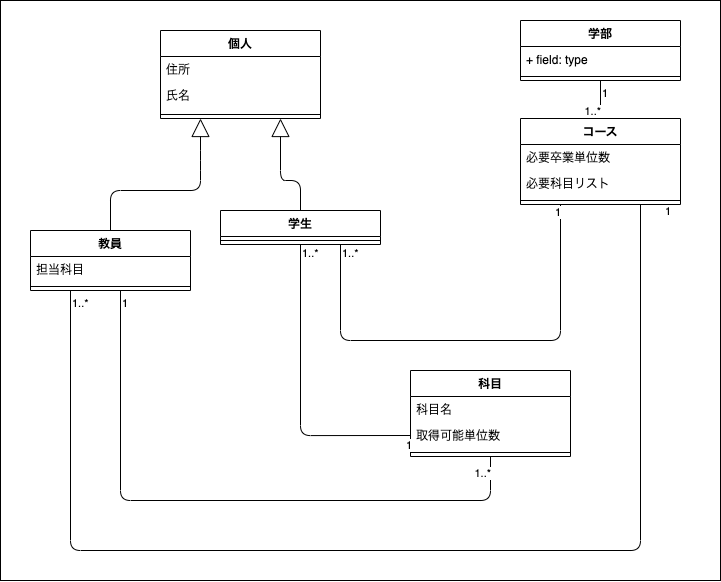 個人
住所
氏名
学部
+ field: type
1
1..*
コース
必要卒業単位数
必要科目リスト
1
1
学生
1..*
1..*
教員
担当科目
1..*
1
科目
科目名
取得可能単位数
1
1..*